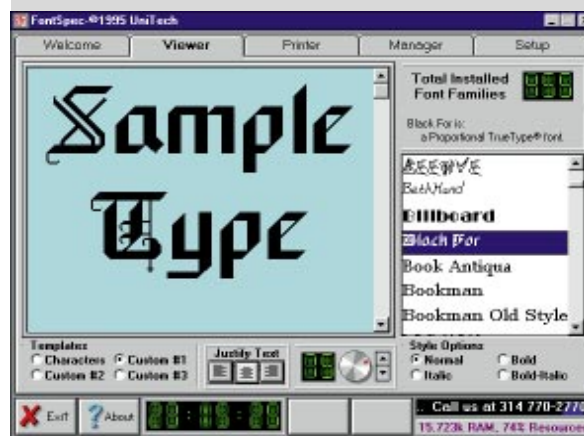 FontSpec-©1995 UniTech
Welcome
Viewer
Printer
Manager
Setup
Sample
Type
Total Installed
Font Families
Black For is:
a Proportional TrueType® font.
BethHand
Billboard
Black For
Book Antiqua
Bookman
Bookman Old Style
Templates
Characters
Custom #1
Custom #2
Custom #3
Justify Text
Style Options
Normal
Bold
Italic
Bold-Italic
Exit
About
.. Call us at 314 770-2770
15,723k RAM, 74% Resource